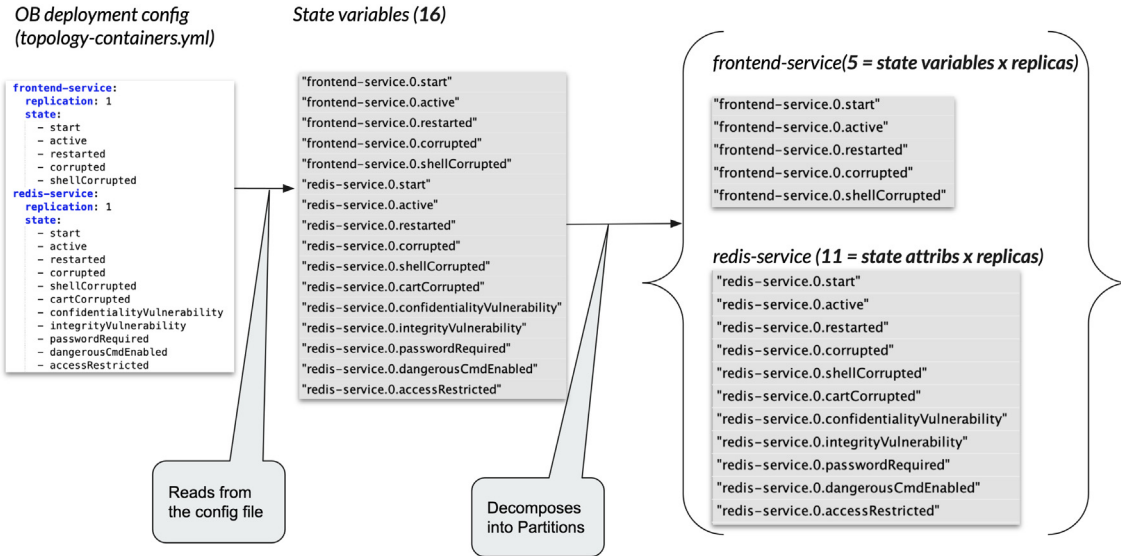 OB deployment config
(topology-containers.yml)
frontend-service:
replication: 1
state:
- start
- active
- restarted
- corrupted
- shellCorrupted
redis-service:
replication: 1
state:
- start
- active
- restarted
- corrupted
- shellCorrupted
- cartCorrupted
- confidentialityVulnerability
- integrityVulnerability
- passwordRequired
- dangerousCmdEnabled
- accessRestricted
Reads from
the config file
State variables (16)
"frontend-service.0.start"
"frontend-service.0.active"
"frontend-service.0.restarted"
"frontend-service.0.corrupted"
"frontend-service.0.shellCorrupted"
"redis-service.0.start"
"redis-service.0.active"
"redis-service.0.restarted"
"redis-service.0.corrupted"
"redis-service.0.shellCorrupted"
"redis-service.0.cartCorrupted"
"redis-service.0.confidentialityVulnerability"
"redis-service.0.integrityVulnerability"
"redis-service.0.passwordRequired"
"redis-service.0.dangerousCmdEnabled"
"redis-service.0.accessRestricted"
Decomposes
into Partitions
frontend-service(5 = state variables x replicas)
"frontend-service.0.start"
"frontend-service.0.active"
"frontend-service.0.restarted"
"frontend-service.0.corrupted"
"frontend-service.0.shellCorrupted"
redis-service (11 = state attribs x replicas)
"redis-service.0.start"
"redis-service.0.active"
"redis-service.0.restarted"
"redis-service.0.corrupted"
"redis-service.0.shellCorrupted"
"redis-service.0.cartCorrupted"
"redis-service.0.confidentialityVulnerability"
"redis-service.0.integrityVulnerability"
"redis-service.0.passwordRequired"
"redis-service.0.dangerousCmdEnabled"
"redis-service.0.accessRestricted"